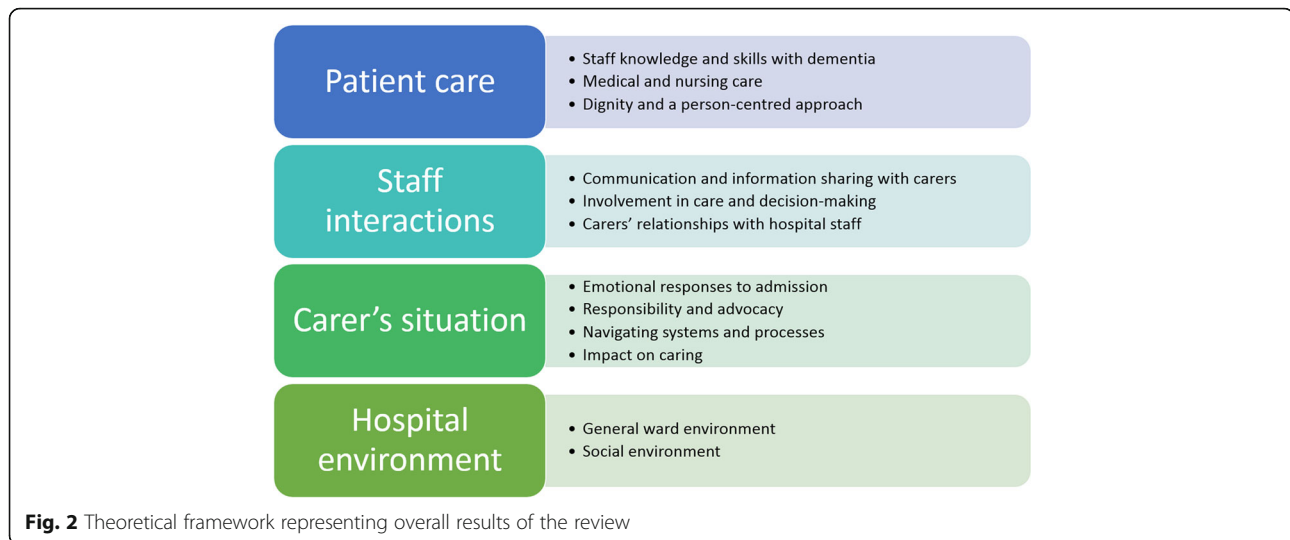 Patient care
• Staff knowledge and skills with dementia
• Medical and nursing care
• Dignity and a person-centred approach
Staff
interactions
• Communication and information sharing with carers
• Involvement in care and decision-making
• Carers’ relationships with hospital staff
Carer’s situation
• Emotional responses to admission
• Responsibility and advocacy
• Navigating systems and processes
• Impact on caring
Hospital
environment
• General ward environment
• Social environment
Fig. 2 Theoretical framework representing overall results of the review